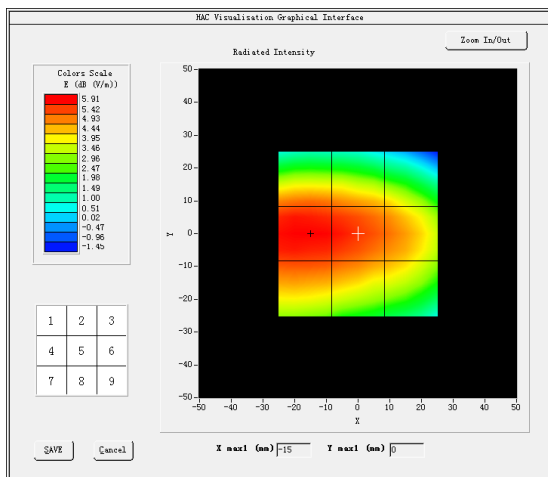 HAC Visualisation Graphical Interface
Zoom In/Out
Radiated Intensity
Colors Scale
E (dB (V/m))
5.91
5.42
4.93
4.44
3.95
3.46
2.96
2.47
1.98
1.49
1.00
0.51
0.02
-0.47
-0.96
-1.45
50
40
30
20
10
0
-10
-20
-30
-40
-50
Y
-50 -40 -30 -20 -10 0 10 20 30 40 50
X
1 2 3
4 5 6
7 8 9
SAVE Cancel
X max1 (mm) -15 Y max1 (mm) 0